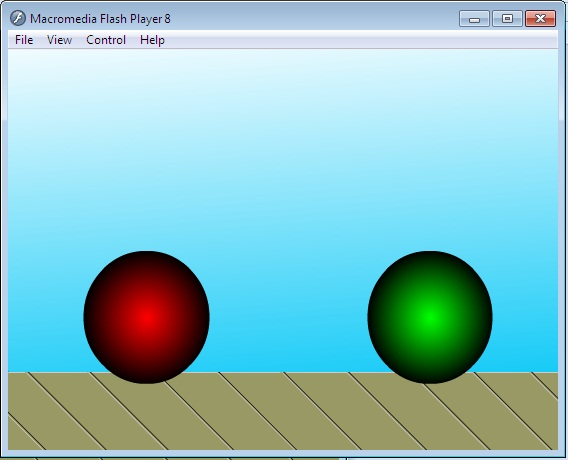 Macromedia Flash Player 8
File View Control Help